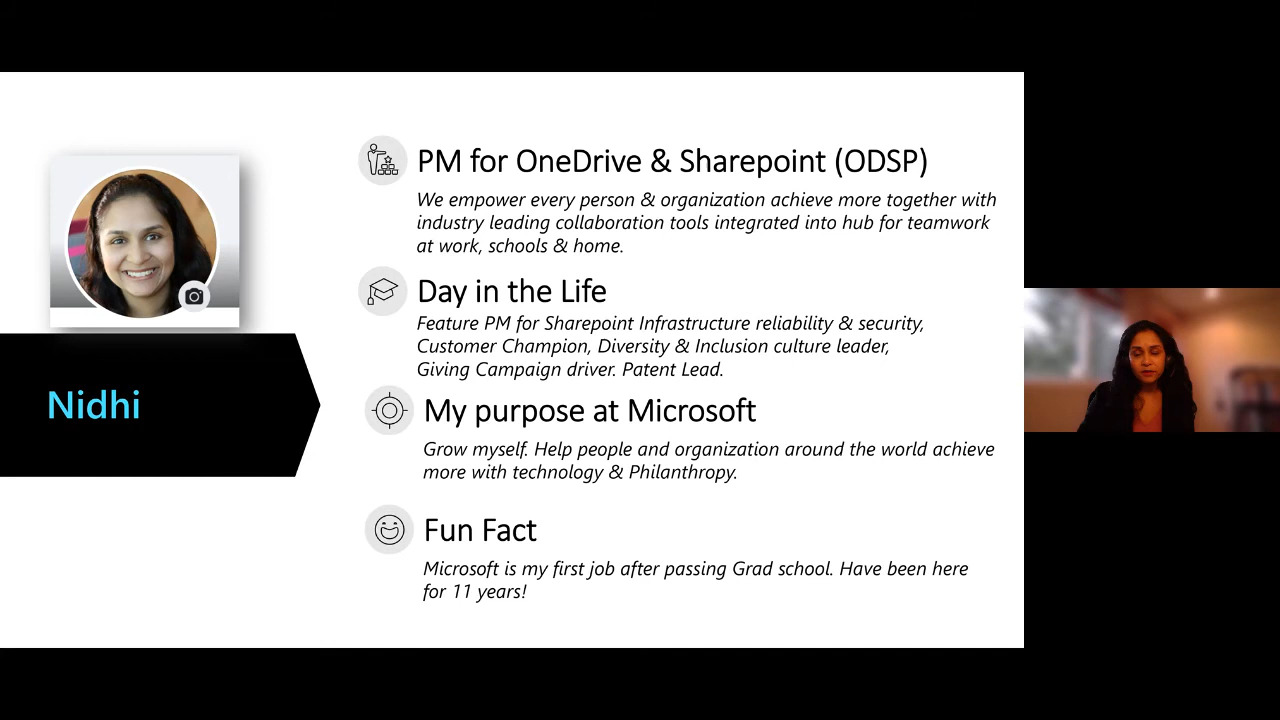 PM for OneDrive & Sharepoint (ODSP)
We empower every person & organization achieve more together with
industry leading collaboration tools integrated into hub for teamwork
at work, schools & home.
Day in the Life
Feature PM for Sharepoint Infrastructure reliability & security,
Customer Champion, Diversity & Inclusion culture leader,
Giving Campaign driver. Patent Lead.
Nidhi
My purpose at Microsoft
Grow myself. Help people and organization around the world achieve
more with technology & Philanthropy.
Fun Fact
Microsoft is my first job after passing Grad school. Have been here
for 11 years!